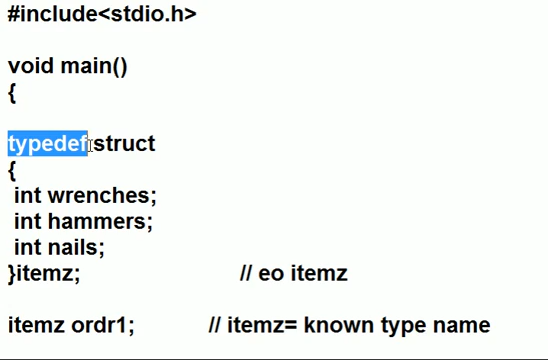 #include<stdio.h>
void main()
{
typedef struct
{
int wrenches;
int hammers;
int nails;
}itemz; // eo itemz
itemz ordr1; // itemz= known type name